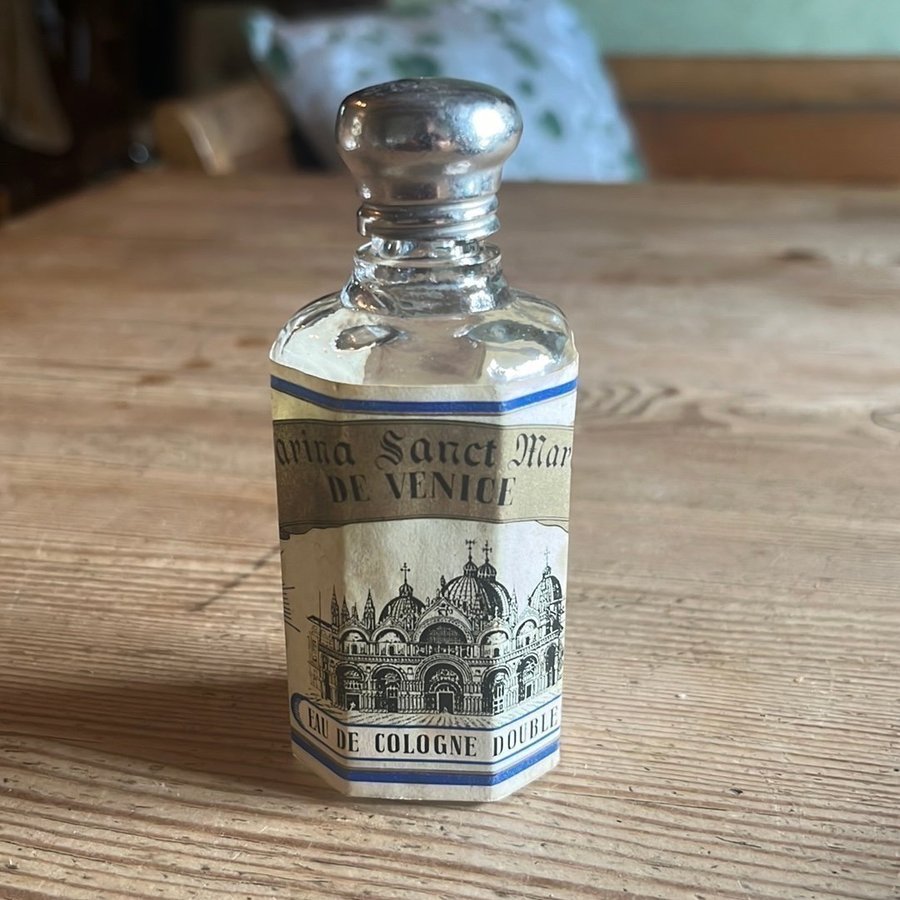 arina Sanct Mar
DE VENICE
EAU DE COLOGNE DOUBLE